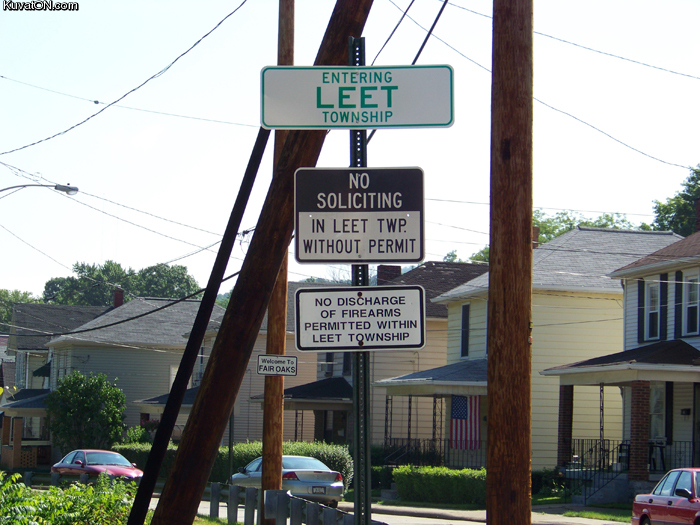 KuvatON.com
ENTERING
LEET
TOWNSHIP
NO
SOLICITING
IN LEET TWP.
WITHOUT PERMIT
NO DISCHARGE
OF FIREARMS
PERMITTED WITHIN
LEET TOWNSHIP
Welcome To
FAIR OAKS